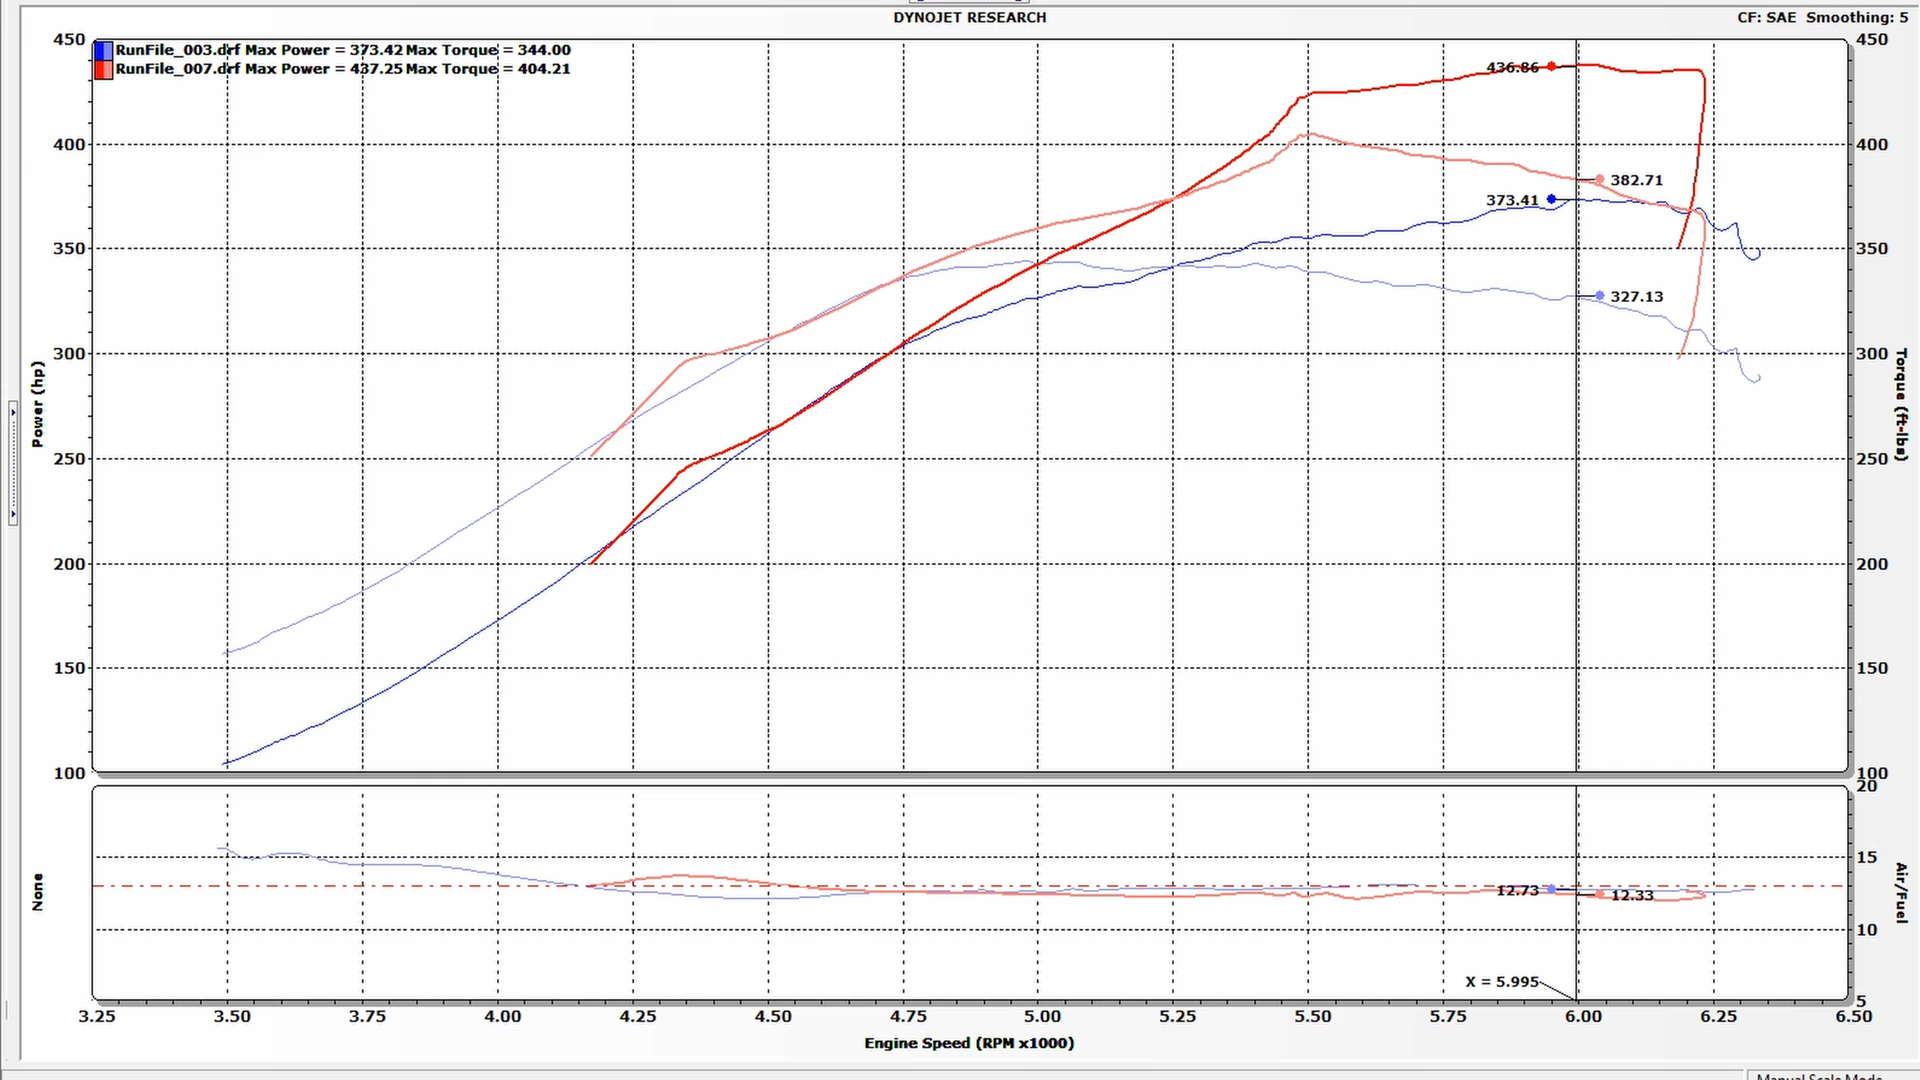 DYNOJET RESEARCH
CF: SAE Smoothing: 5
RunFile_003.drf Max Power = 373.42 Max Torque = 344.00
RunFile_007.drf Max Power = 437.25 Max Torque = 404.21
450
400
350
300
250
200
150
100
Power (hp)
450
400
350
300
250
200
150
100
Torque (ft-lbs)
436.86
382.71
373.41
327.13
None
20
15
10
5
Air/Fuel
12.73
12.33
X = 5.995
3.25 3.50 3.75 4.00 4.25 4.50 4.75 5.00 5.25 5.50 5.75 6.00 6.25 6.50
Engine Speed (RPM x1000)
Manual Scale Mode